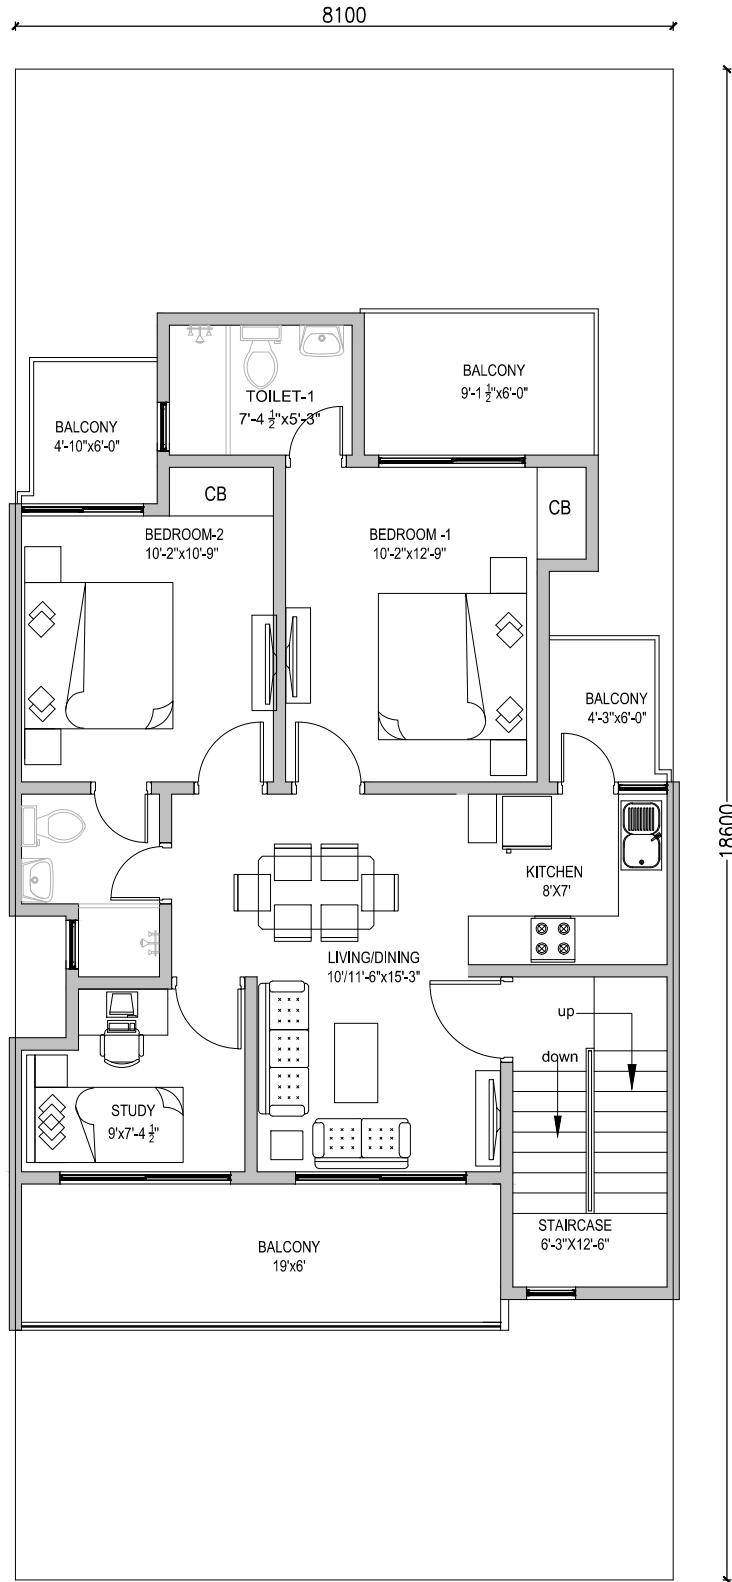 8100
BALCONY
9'-1 1/2"x6'-0"
TOILET-1
7'-4 1/2"x5'-3"
BALCONY
4'-10"x6'-0"
CB
CB
BEDROOM-2
10'-2"x10'-9"
BEDROOM -1
10'-2"x12'-9"
BALCONY
4'-3"x6'-0"
18600
KITCHEN
8'X7'
LIVING/DINING
10'/11'-6"x15'-3"
up
down
STUDY
9'x7'-4 1/2"
STAIRCASE
6'-3"X12'-6"
BALCONY
19'x6'